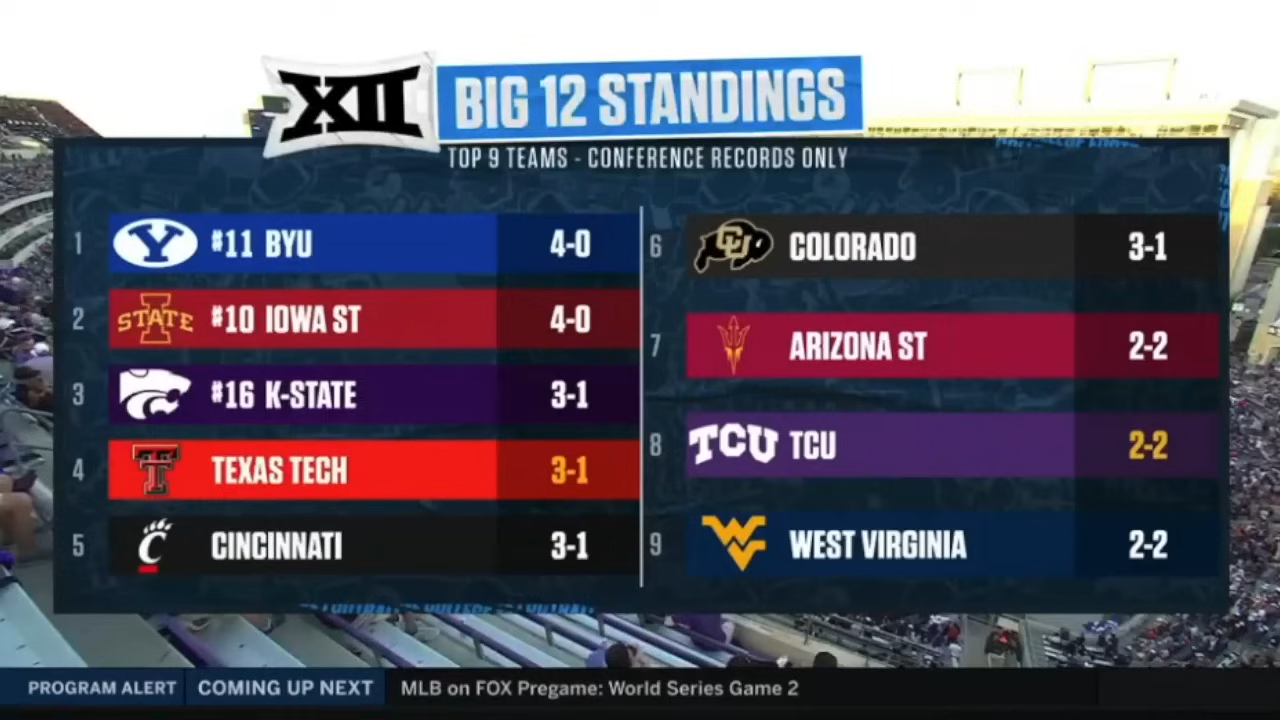 XII
BIG 12 STANDINGS
TOP 9 TEAMS - CONFERENCE RECORDS ONLY
1 Y #11 BYU 4-0
2 STATE I #10 IOWA ST 4-0
3 #16 K-STATE 3-1
4 T #TEXAS TECH 3-1
5 C CINCINNATI 3-1
6 CU COLORADO 3-1
7 ARIZONA ST 2-2
8 TCU TCU 2-2
9 WV WEST VIRGINIA 2-2
PROGRAM ALERT COMING UP NEXT MLB on FOX Pregame: World Series Game 2